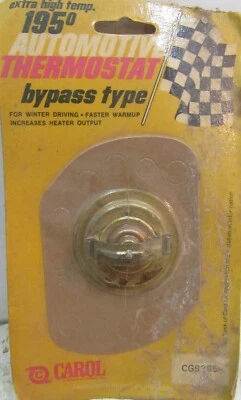 extra high temp.
195°
AUTOMOTIVE
THERMOSTAT
bypass type
FOR WINTER DRIVING • FASTER WARMUP
INCREASES HEATER OUTPUT
CAROL